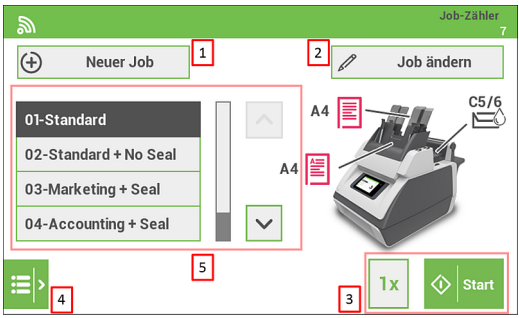 Job-Zähler
7
1
2
Neuer Job
Job ändern
01-Standard
02-Standard + No Seal
03-Marketing + Seal
04-Accounting + Seal
A4
C5/6
A4
5
4
3
1x
Start